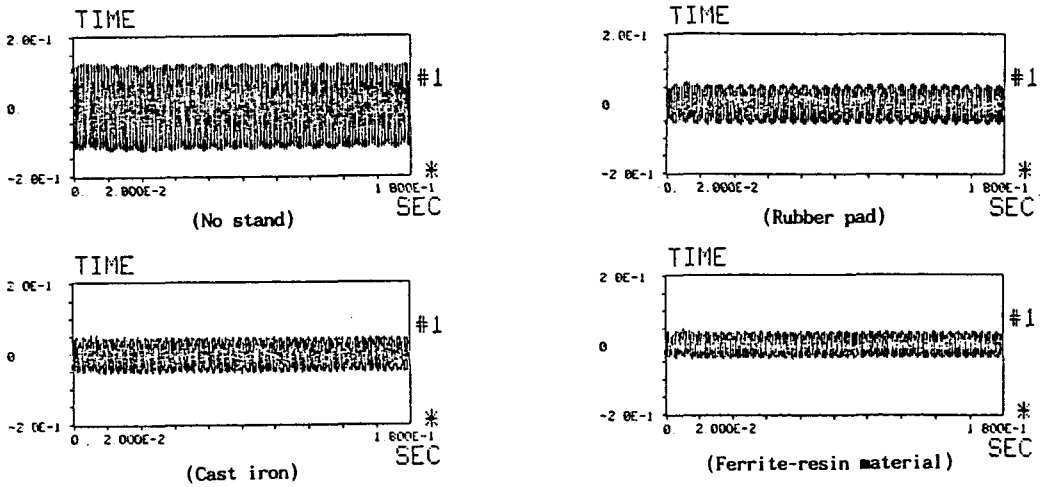 TIME
2.0E-1
#1
0
-2.0E-1
*
0. 2.000E-2 1.800E-1
SEC
(No stand)
TIME
2.0E-1
#1
0
-2.0E-1
*
0. 2.000E-2 1.800E-1
SEC
(Rubber pad)
TIME
2.0E-1
#1
0
-2.0E-1
*
0. 2.000E-2 1.800E-1
SEC
(Cast iron)
TIME
2.0E-1
#1
0
-2.0E-1
*
0. 2.000E-2 1.800E-1
SEC
(Ferrite-resin material)